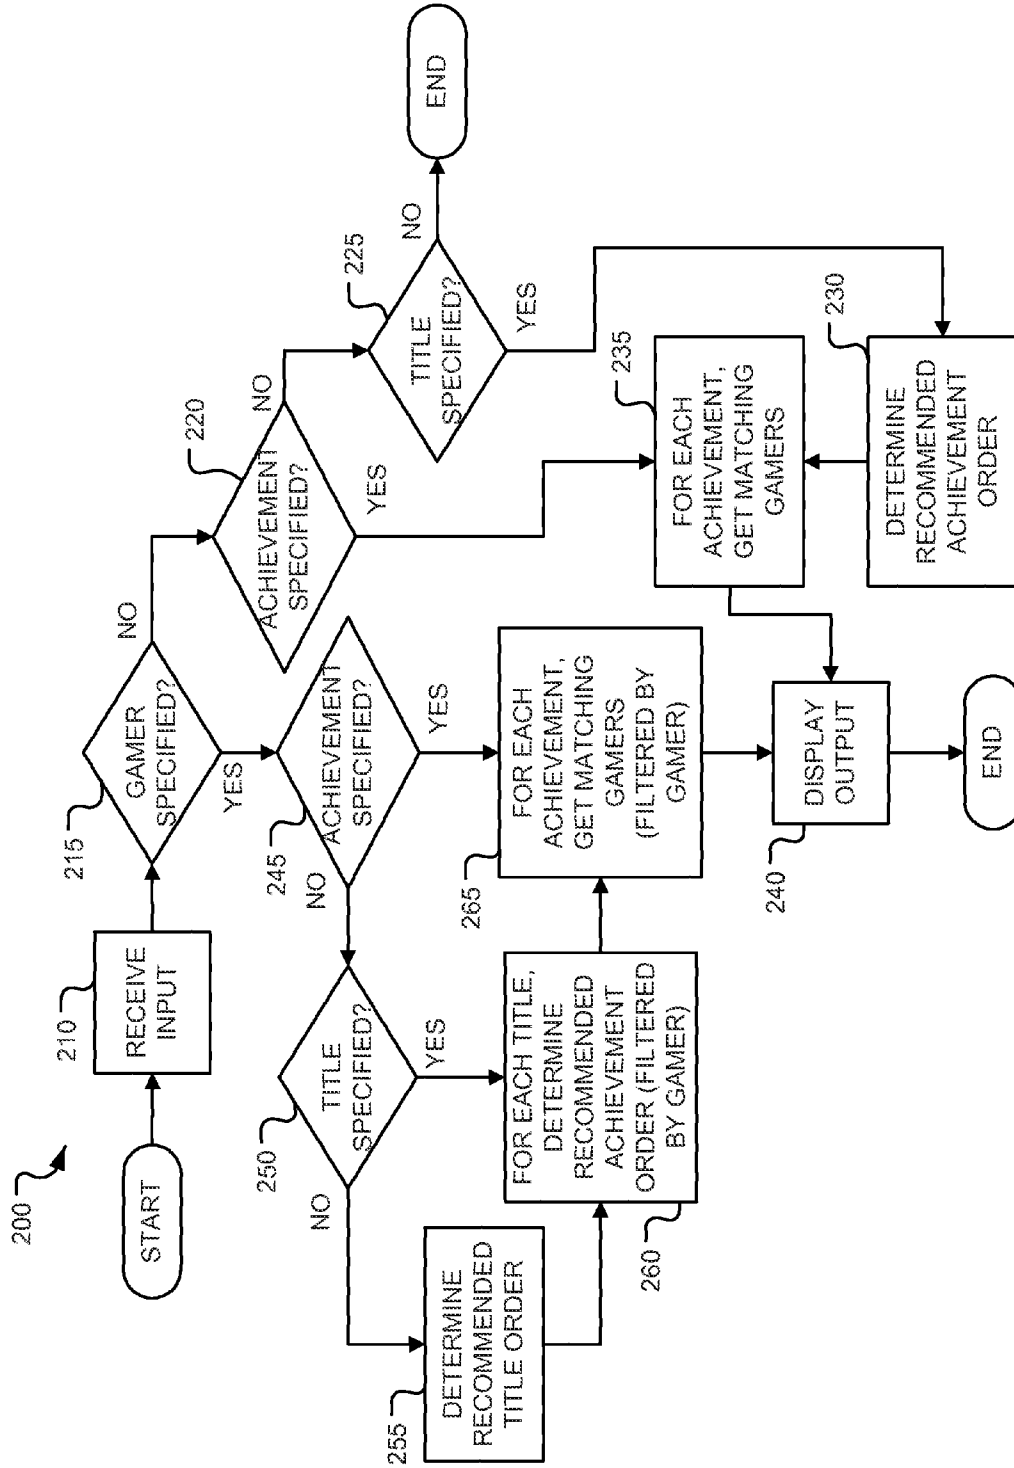 200
START
210
RECEIVE
INPUT
215
GAMER
SPECIFIED?
NO
YES
220
ACHIEVEMENT
SPECIFIED?
NO
YES
225
TITLE
SPECIFIED?
NO
YES
END
245
ACHIEVEMENT
SPECIFIED?
NO
YES
250
TITLE
SPECIFIED?
NO
YES
255
DETERMINE
RECOMMENDED
TITLE ORDER
260
FOR EACH TITLE,
DETERMINE
RECOMMENDED
ACHIEVEMENT
ORDER (FILTERED
BY GAMER)
265
FOR EACH
ACHIEVEMENT,
GET MATCHING
GAMERS
(FILTERED BY
GAMER)
235
FOR EACH
ACHIEVEMENT,
GET MATCHING
GAMERS
230
DETERMINE
RECOMMENDED
ACHIEVEMENT
ORDER
240
DISPLAY
OUTPUT
END